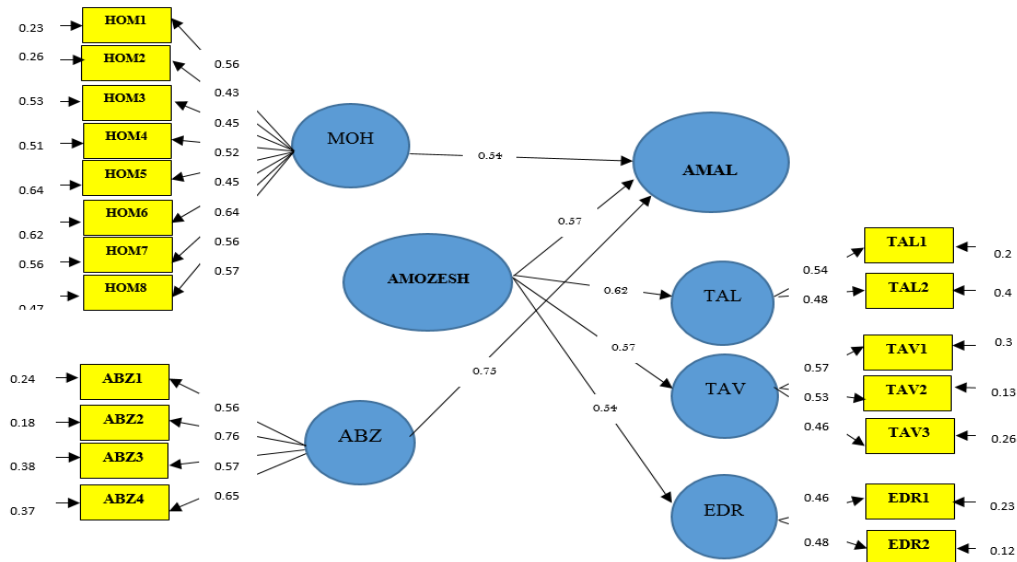 HOM1
0.23
HOM2
0.26
HOM3
0.53
HOM4
0.51
HOM5
0.64
HOM6
0.62
HOM7
0.56
HOM8
0.47
0.56
0.43
0.45
0.52
0.45
0.64
0.56
0.57
MOH
0.54
AMAL
AMOZESH
0.57
0.62
0.57
0.54
0.75
ABZ1
0.24
ABZ2
0.18
ABZ3
0.38
ABZ4
0.37
0.56
0.76
0.57
0.65
ABZ
TAL
0.54
0.48
TAL1
0.2
TAL2
0.4
TAV
0.57
0.53
0.46
TAV1
0.3
TAV2
0.13
TAV3
0.26
EDR
0.46
0.48
EDR1
0.23
EDR2
0.12